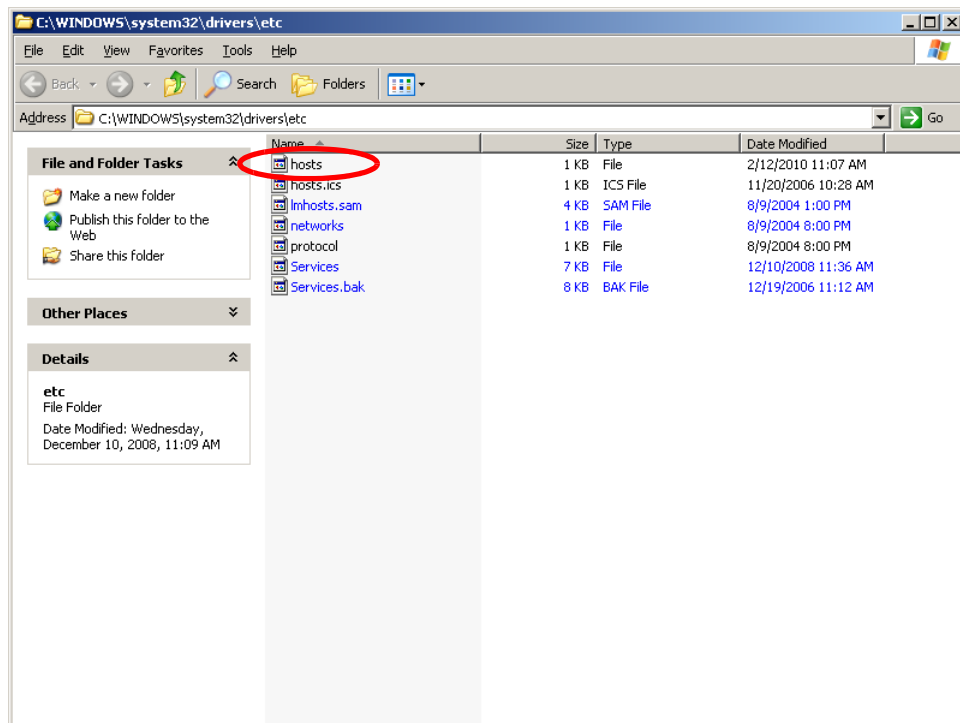 C:\WINDOWS\system32\drivers\etc
File Edit View Favorites Tools Help
Back Search Folders
Address C:\WINDOWS\system32\drivers\etc Go
File and Folder Tasks
Make a new folder
Publish this folder to the
Web
Share this folder
Other Places
Details
etc
File Folder
Date Modified: Wednesday,
December 10, 2008, 11:09 AM
Name Size Type Date Modified
hosts 1 KB File 2/12/2010 11:07 AM
hosts.ics 1 KB ICS File 11/20/2006 10:28 AM
lmhosts.sam 4 KB SAM File 8/9/2004 1:00 PM
networks 1 KB File 8/9/2004 8:00 PM
protocol 1 KB File 8/9/2004 8:00 PM
Services 7 KB File 12/10/2008 11:36 AM
Services.bak 8 KB BAK File 12/19/2006 11:12 AM